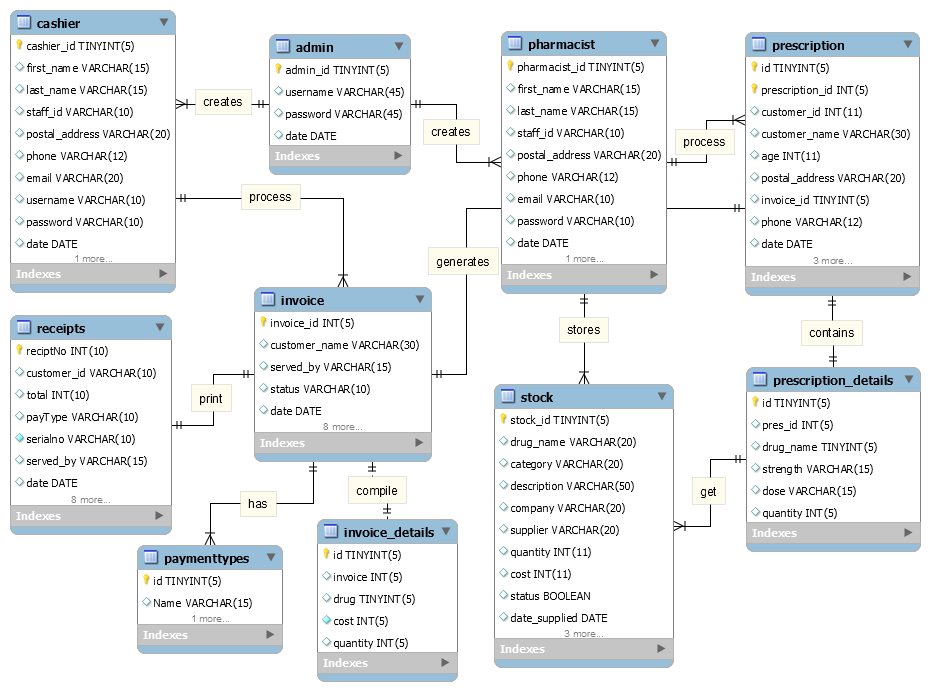 cashier
cashier_id TINYINT(5)
first_name VARCHAR(15)
last_name VARCHAR(15)
staff_id VARCHAR(10)
postal_address VARCHAR(20)
phone VARCHAR(12)
email VARCHAR(20)
username VARCHAR(10)
password VARCHAR(10)
date DATE
1 more...
Indexes
creates
admin
admin_id TINYINT(5)
username VARCHAR(45)
password VARCHAR(45)
date DATE
Indexes
creates
pharmacist
pharmacist_id TINYINT(5)
first_name VARCHAR(15)
last_name VARCHAR(15)
staff_id VARCHAR(10)
postal_address VARCHAR(20)
phone VARCHAR(12)
email VARCHAR(10)
password VARCHAR(10)
date DATE
1 more...
Indexes
process
prescription
id TINYINT(5)
prescription_id INT(5)
customer_id INT(11)
customer_name VARCHAR(30)
age INT(11)
postal_address VARCHAR(20)
invoice_id TINYINT(5)
phone VARCHAR(12)
date DATE
3 more...
Indexes
process
generates
stores
contains
receipts
reciptNo INT(10)
customer_id VARCHAR(10)
total INT(10)
payType VARCHAR(10)
serialno VARCHAR(10)
served_by VARCHAR(15)
date DATE
8 more...
Indexes
print
invoice
invoice_id INT(5)
customer_name VARCHAR(30)
served_by VARCHAR(15)
status VARCHAR(10)
date DATE
8 more...
Indexes
has
compile
stock
stock_id TINYINT(5)
drug_name VARCHAR(20)
category VARCHAR(20)
description VARCHAR(50)
company VARCHAR(20)
supplier VARCHAR(20)
quantity INT(11)
cost INT(11)
status BOOLEAN
date_supplied DATE
3 more...
Indexes
get
prescription_details
id TINYINT(5)
pres_id INT(5)
drug_name TINYINT(5)
strength VARCHAR(15)
dose VARCHAR(15)
quantity INT(5)
Indexes
paymenttypes
id TINYINT(5)
Name VARCHAR(15)
1 more...
Indexes
invoice_details
id TINYINT(5)
invoice INT(5)
drug TINYINT(5)
cost INT(5)
quantity INT(5)
Indexes